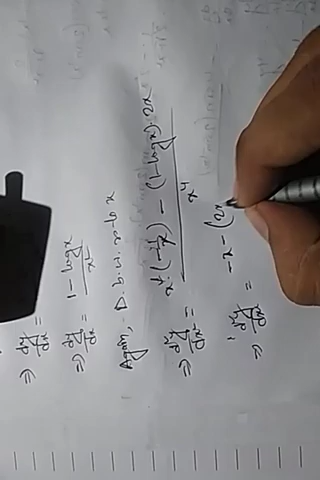 ⇒ dy/dx =
⇒ dy/dx = (1 - log x)/x²
Again, D. b. w. r. to x
⇒ d²y/dx² = (x²·(-1/x) - (1 - log x)·2x)/x⁴
⇒ d²y/dx² = -x - (2x